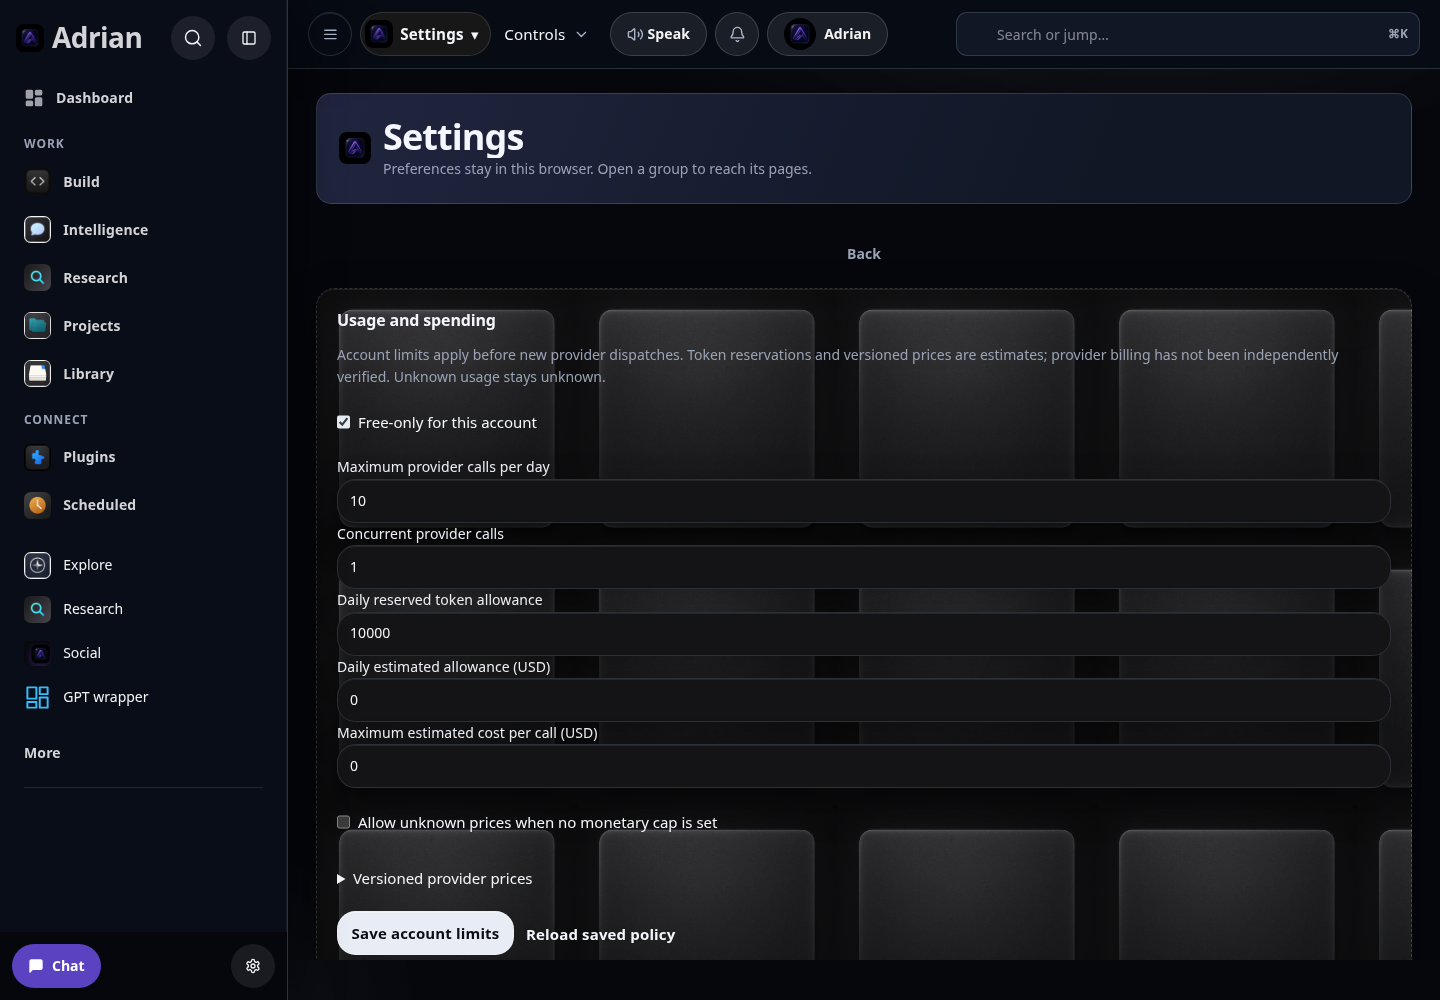 Adrian
Dashboard
WORK
Build
Intelligence
Research
Projects
Library
CONNECT
Plugins
Scheduled
Explore
Research
Social
GPT wrapper
More
Chat
Settings ▾
Controls
Speak
Adrian
Search or jump…
⌘K
Settings
Preferences stay in this browser. Open a group to reach its pages.
Back
Usage and spending
Account limits apply before new provider dispatches. Token reservations and versioned prices are estimates; provider billing has not been independently
verified. Unknown usage stays unknown.
Free-only for this account
Maximum provider calls per day
10
Concurrent provider calls
1
Daily reserved token allowance
10000
Daily estimated allowance (USD)
0
Maximum estimated cost per call (USD)
0
Allow unknown prices when no monetary cap is set
Versioned provider prices
Save account limits
Reload saved policy